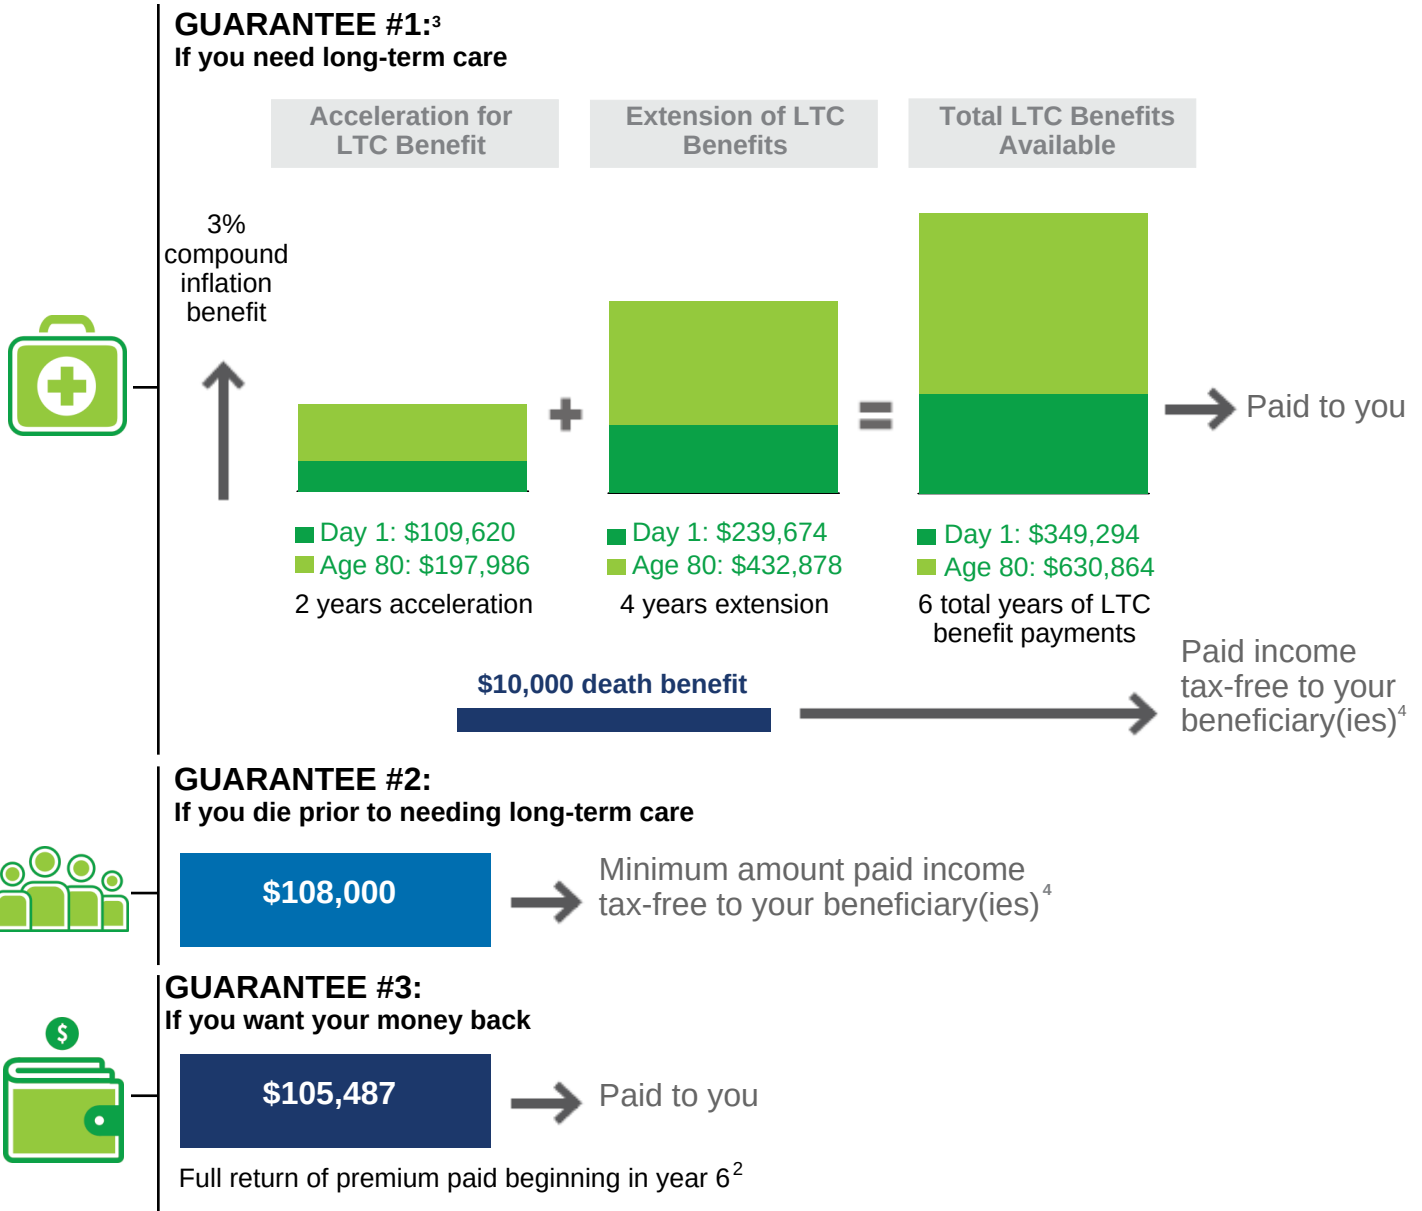 GUARANTEE #1:3
If you need long-term care
Acceleration for
LTC Benefit
Extension of LTC
Benefits
Total LTC Benefits
Available
3%
compound
inflation
benefit
Paid to you
Day 1: $109,620
Age 80: $197,986
2 years acceleration
Day 1: $239,674
Age 80: $432,878
4 years extension
Day 1: $349,294
Age 80: $630,864
6 total years of LTC
benefit payments
$10,000 death benefit
Paid income
tax-free to your
beneficiary(ies)4
GUARANTEE #2:
If you die prior to needing long-term care
$108,000
Minimum amount paid income
tax-free to your beneficiary(ies)4
GUARANTEE #3:
If you want your money back
$
$105,487
Paid to you
Full return of premium paid beginning in year 62